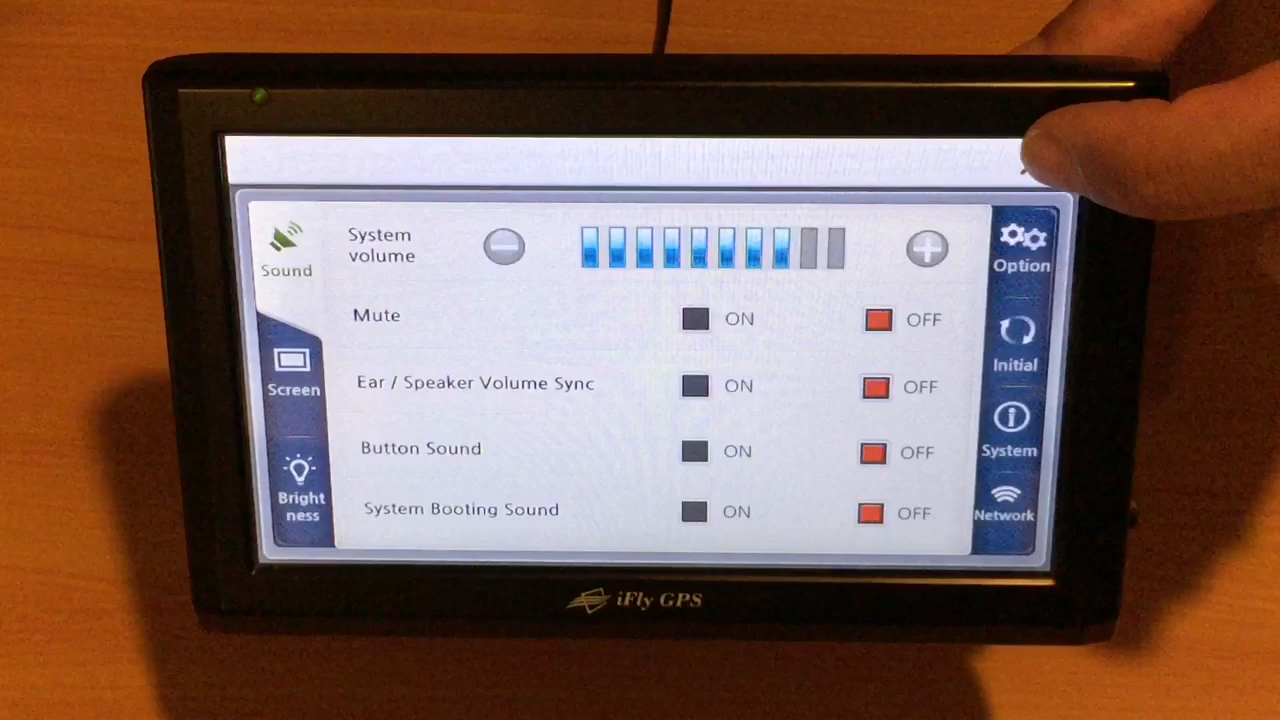 Sound
System
volume
Option
Mute
ON
OFF
Initial
Screen
Ear / Speaker Volume Sync
ON
OFF
System
Button Sound
ON
OFF
Bright
ness
Network
System Booting Sound
ON
OFF
iFly GPS